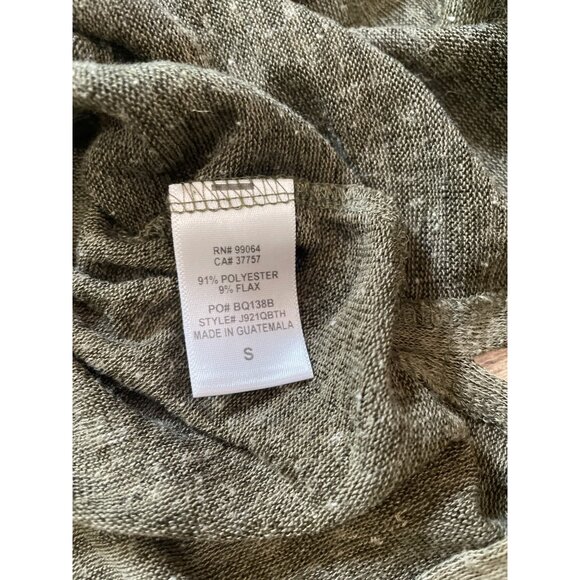 RN# 99064
CA# 37757
91% POLYESTER
9% FLAX
PO# BQ138B
STYLE# J921QBTH
MADE IN GUATEMALA
S